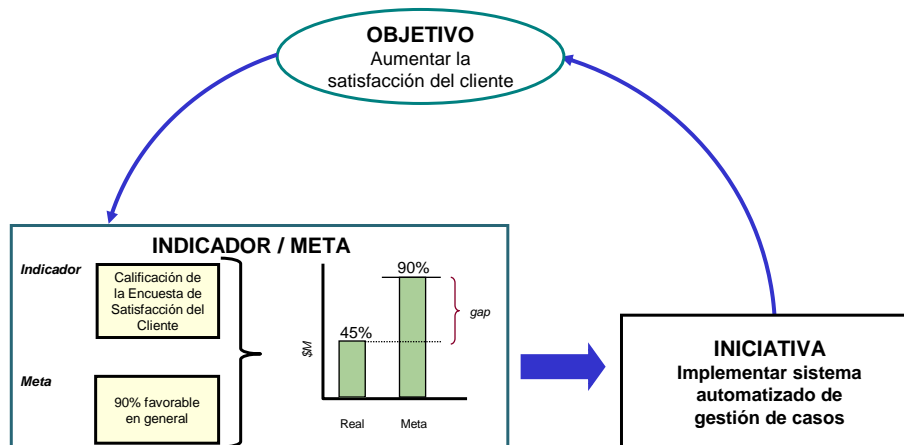 OBJETIVO
Aumentar la
satisfacción del cliente
INDICADOR / META
Indicador
Calificación de
la Encuesta de
Satisfacción del
Cliente
Meta
90% favorable
en general
90%
45%
gap
$M
Real
Meta
INICIATIVA
Implementar sistema
automatizado de
gestión de casos